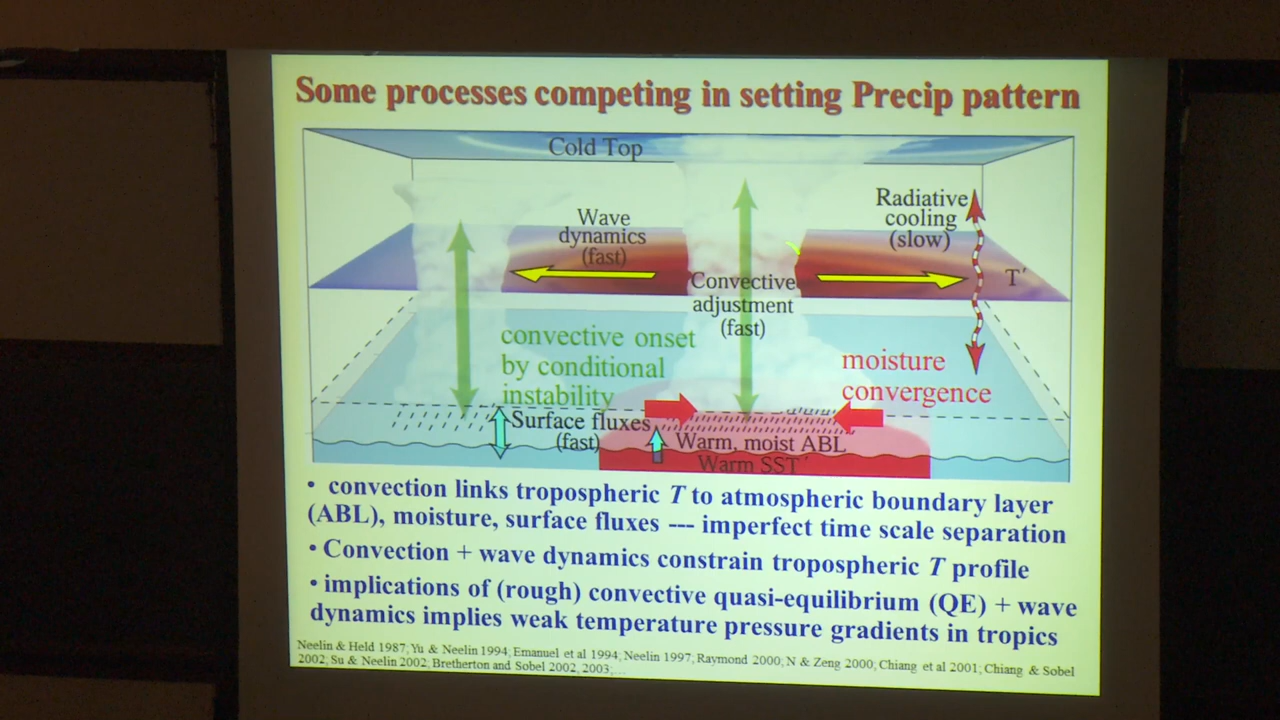 Some processes competing in setting Precip pattern
Cold Top
Wave
dynamics
(fast)
Radiative
cooling
(slow)
T′
Convective
adjustment
(fast)
convective onset
by conditional
instability
moisture
convergence
Surface fluxes
(fast)
Warm, moist ABL
Warm SST′
• convection links tropospheric T to atmospheric boundary layer
(ABL), moisture, surface fluxes --- imperfect time scale separation
• Convection + wave dynamics constrain tropospheric T profile
• implications of (rough) convective quasi-equilibrium (QE) + wave
dynamics implies weak temperature pressure gradients in tropics
Neelin & Held 1987; Yu & Neelin 1994; Emanuel et al 1994; Neelin 1997; Raymond 2000; N & Zeng 2000; Chiang et al 2001; Chiang & Sobel
2002; Su & Neelin 2002; Bretherton and Sobel 2002, 2003;...